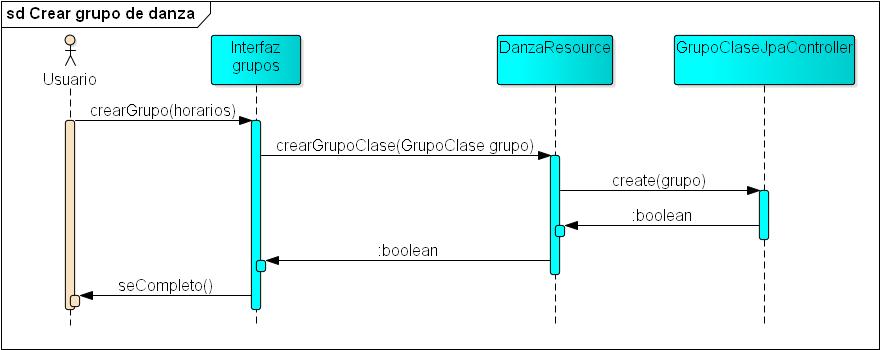 sd Crear grupo de danza
Usuario
Interfaz
grupos
DanzaResource
GrupoClaseJpaController
crearGrupo(horarios)
crearGrupoClase(GrupoClase grupo)
create(grupo)
:boolean
:boolean
seCompleto()